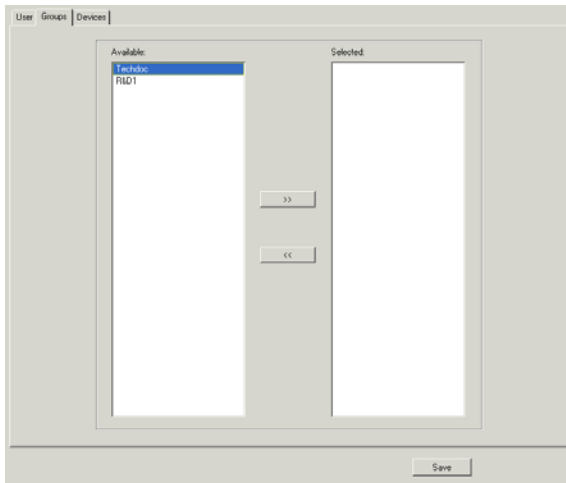 User Groups Devices
Available: Selected:
Techdoc
R&D1
>>
<<
Save